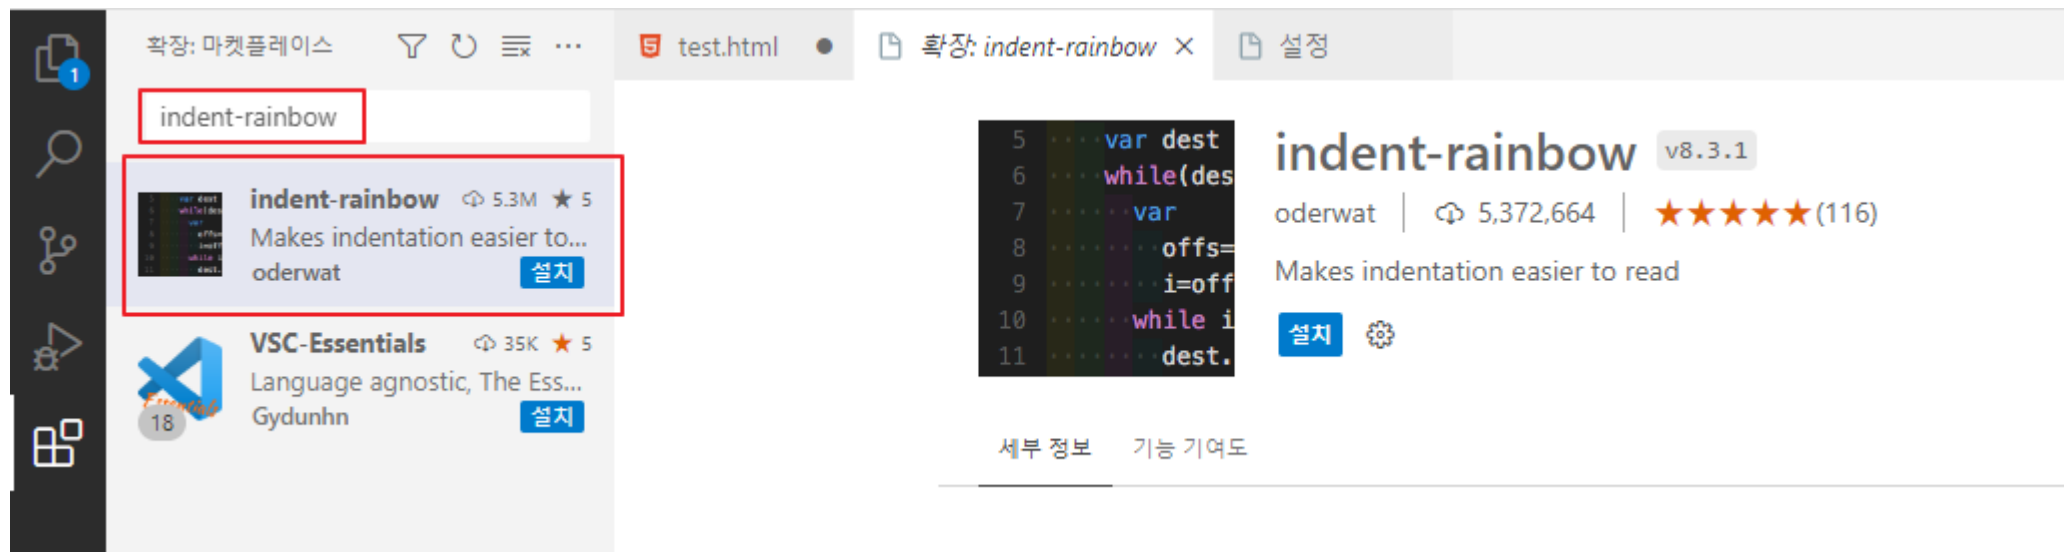 확장: 마켓플레이스
test.html
확장: indent-rainbow
설정
1
indent-rainbow
indent-rainbow 5.3M ★ 5
Makes indentation easier to...
oderwat 설치
VSC-Essentials 35K ★ 5
Language agnostic, The Ess...
Gydunhn 설치
Essentials
18
5 ····var dest
6 ····while(des
7 ······var
8 ········offs=
9 ········i=off
10 ······while i
11 ········dest.
indent-rainbow v8.3.1
oderwat | 5,372,664 | ★★★★★(116)
Makes indentation easier to read
설치
세부 정보 기능 기여도